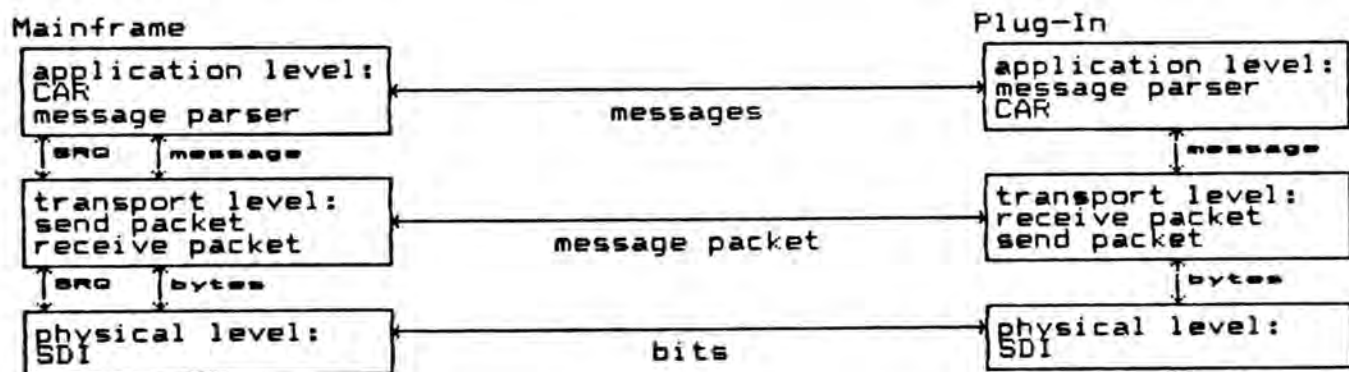 Mainframe
application level:
CAR
message parser
SRQ message
transport level:
send packet
receive packet
SRQ bytes
physical level:
SDI
messages
message packet
bits
Plug-In
application level:
message parser
CAR
message
transport level:
receive packet
send packet
bytes
physical level:
SDI